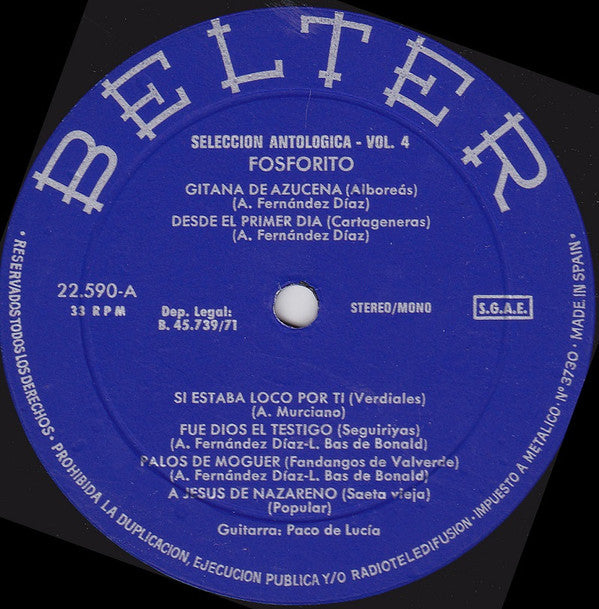 BELTER
SELECCION ANTOLOGICA - VOL. 4
FOSFORITO
GITANA DE AZUCENA (Alboreás)
(A. Fernández Díaz)
DESDE EL PRIMER DIA (Cartageneras)
(A. Fernández Díaz)
22.590-A
33 RPM
Dep. Legal:
B. 45.739/71
STEREO/MONO
S.G.A.E.
SI ESTABA LOCO POR TI (Verdiales)
(A. Murciano)
FUE DIOS EL TESTIGO (Seguiriyas)
(A. Fernández Díaz-L. Bas de Bonald)
PALOS DE MOGUER (Fandangos de Valverde)
(A. Fernández Díaz-L. Bas de Bonald)
A JESUS DE NAZARENO (Saeta vieja)
(Popular)
Guitarra: Paco de Lucía
• RESERVADOS TODOS LOS DERECHOS • PROHIBIDA LA DUPLICACION, EJECUCION PUBLICA Y/O RADIOTELEDIFUSION • IMPUESTO A METALICO • Nº 3730 • MADE IN SPAIN •